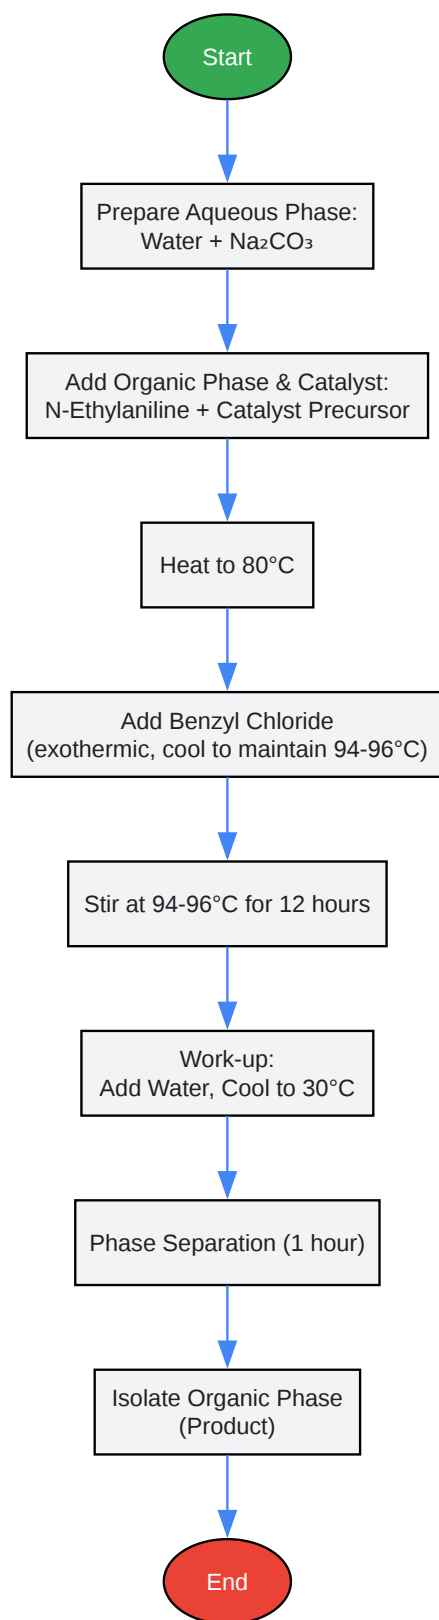 Start
Prepare Aqueous Phase:
Water + Na₂CO₃
Add Organic Phase & Catalyst:
N-Ethylaniline + Catalyst Precursor
Heat to 80°C
Add Benzyl Chloride
(exothermic, cool to maintain 94-96°C)
Stir at 94-96°C for 12 hours
Work-up:
Add Water, Cool to 30°C
Phase Separation (1 hour)
Isolate Organic Phase
(Product)
End